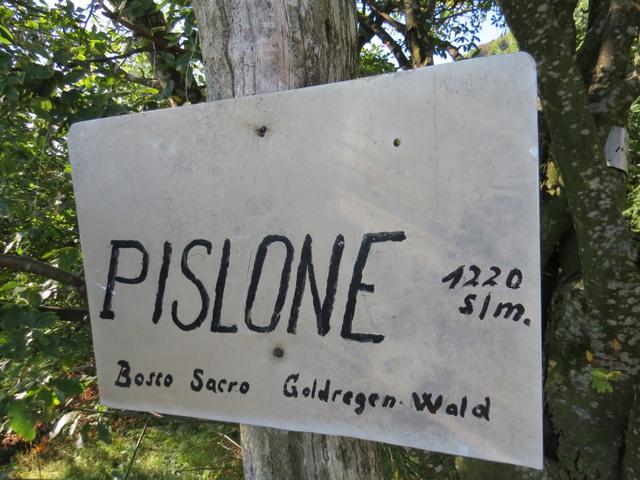 PISLONE
1220
s/m.
Bosco Sacro Goldregen-Wald